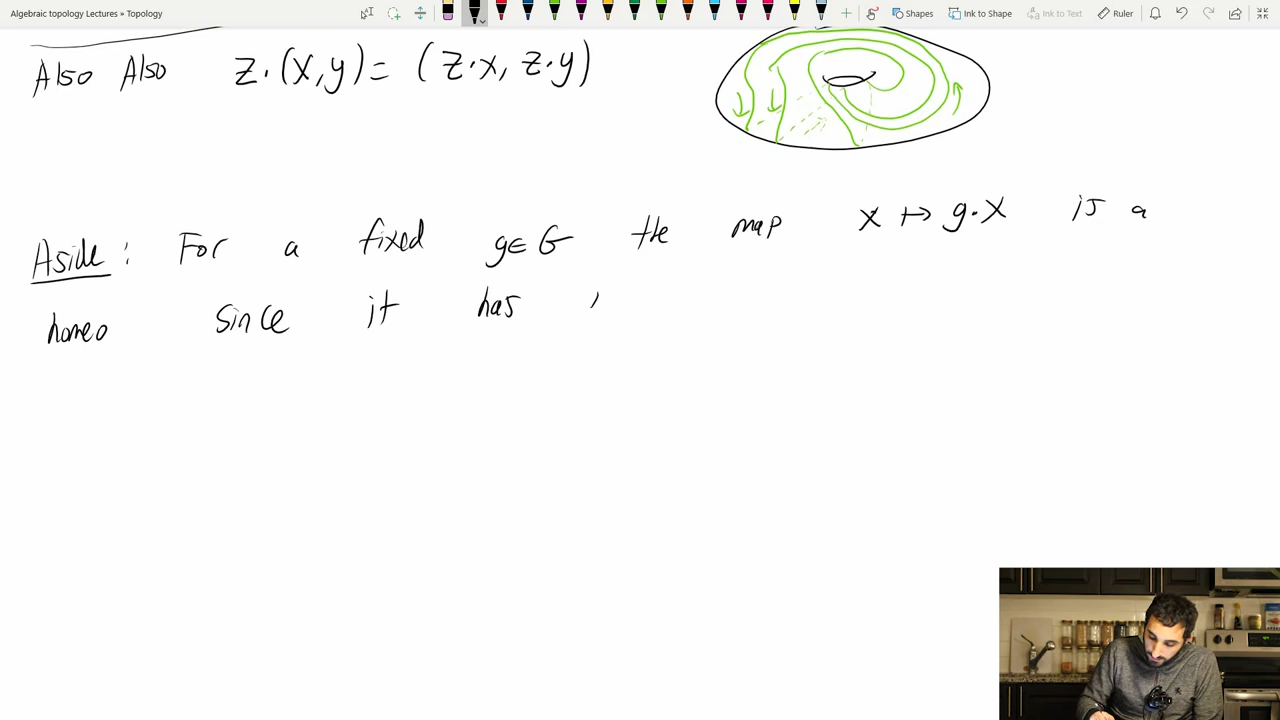 Algebraic topology Lectures ≈ Topology
Shapes
Ink to Shape
Ink to Text
Ruler
Also Also z·(x,y)= (z·x, z·y)
Aside: For a fixed g∈G the map x ↦ g·x is a
homeo since it has